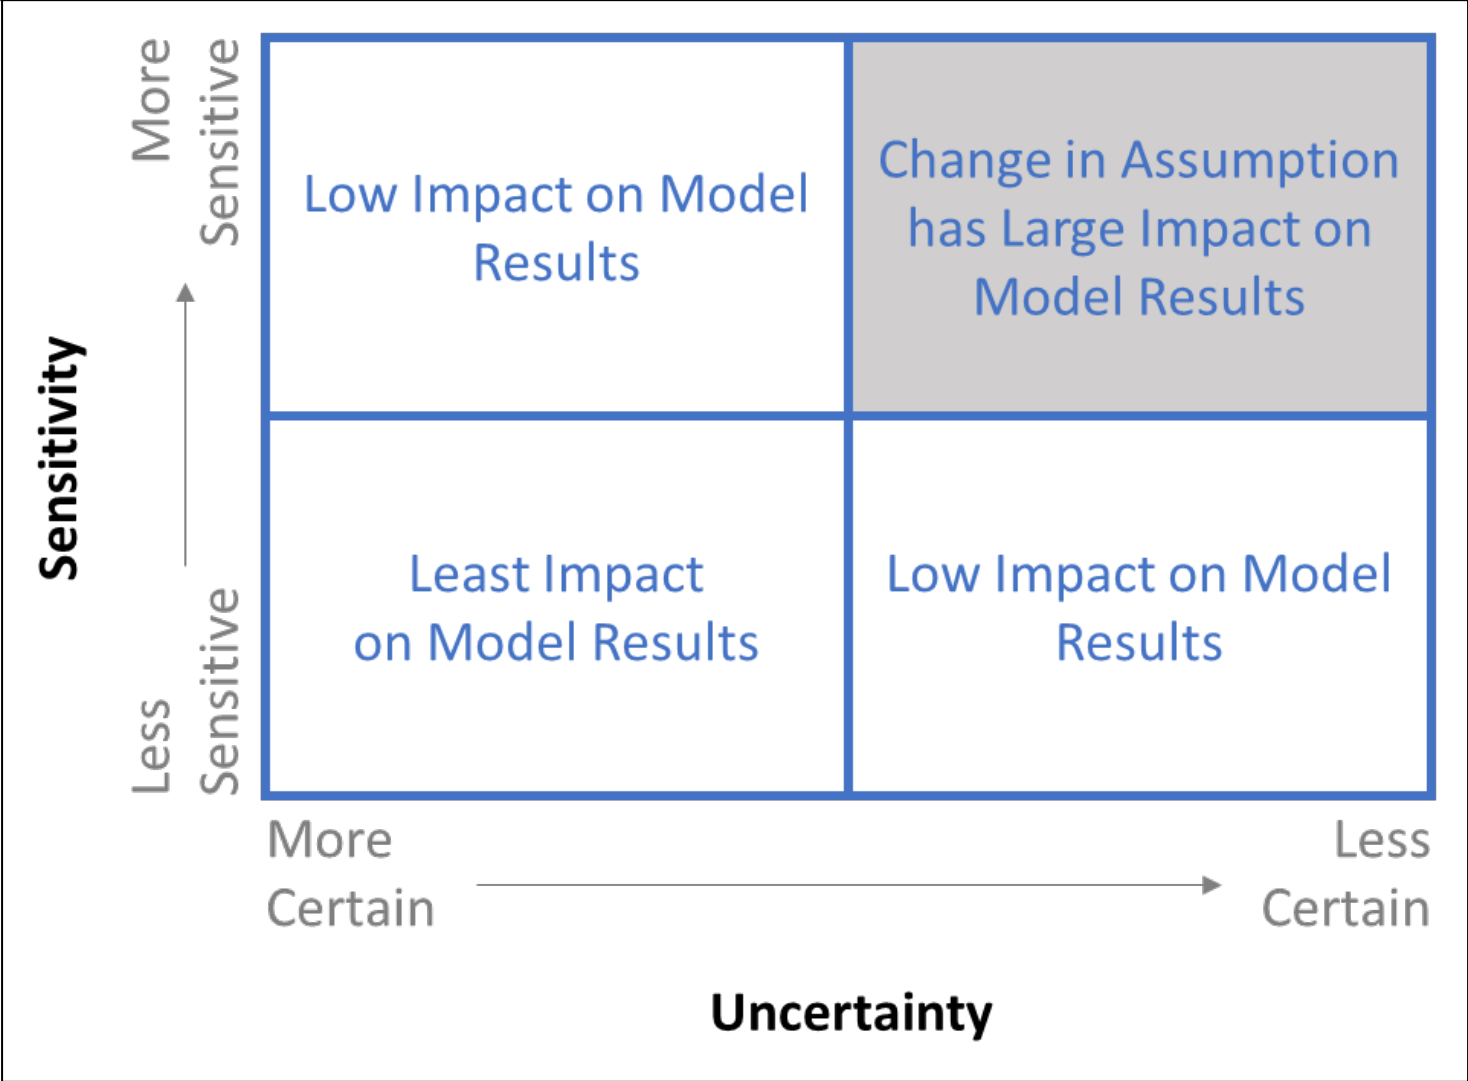 More
Sensitive
Low Impact on Model
Results
Change in Assumption
has Large Impact on
Model Results
Sensitivity
Less
Sensitive
Least Impact
on Model Results
Low Impact on Model
Results
More
Certain
Less
Certain
Uncertainty